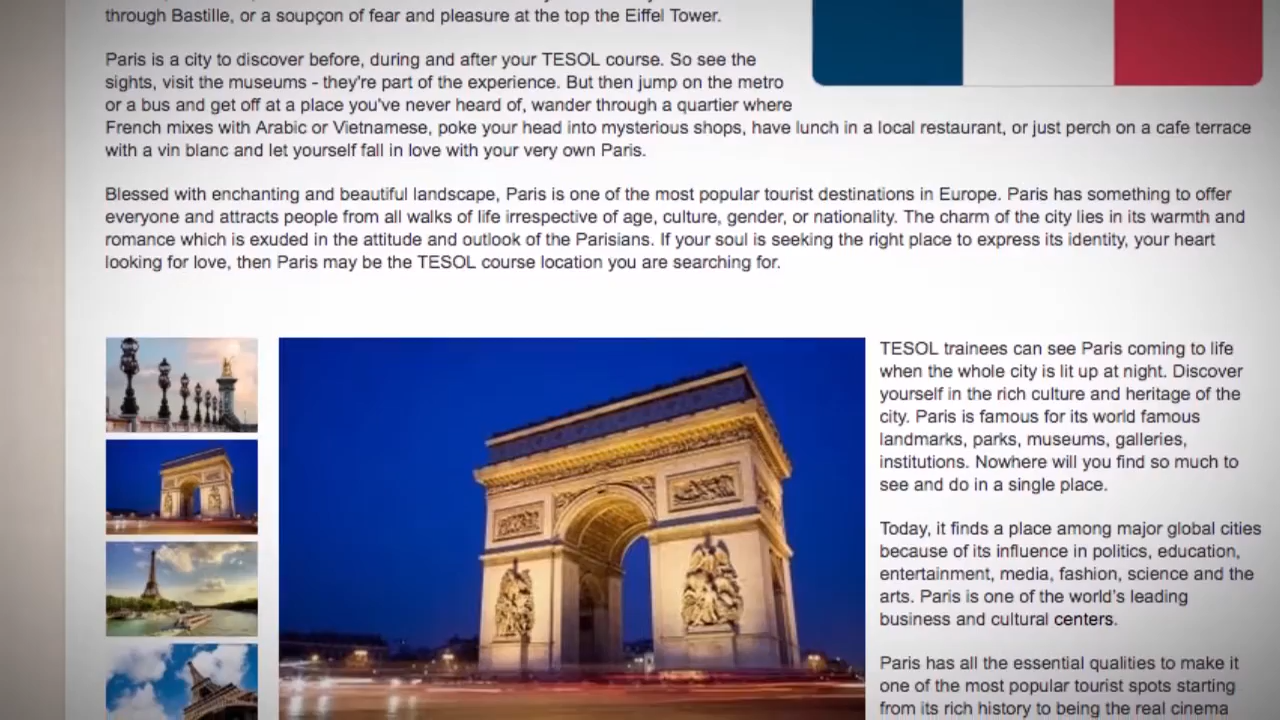 through Bastille, or a soupçon of fear and pleasure at the top the Eiffel Tower.
Paris is a city to discover before, during and after your TESOL course. So see the
sights, visit the museums - they're part of the experience. But then jump on the metro
or a bus and get off at a place you've never heard of, wander through a quartier where
French mixes with Arabic or Vietnamese, poke your head into mysterious shops, have lunch in a local restaurant, or just perch on a cafe terrace
with a vin blanc and let yourself fall in love with your very own Paris.
Blessed with enchanting and beautiful landscape, Paris is one of the most popular tourist destinations in Europe. Paris has something to offer
everyone and attracts people from all walks of life irrespective of age, culture, gender, or nationality. The charm of the city lies in its warmth and
romance which is exuded in the attitude and outlook of the Parisians. If your soul is seeking the right place to express its identity, your heart
looking for love, then Paris may be the TESOL course location you are searching for.
TESOL trainees can see Paris coming to life
when the whole city is lit up at night. Discover
yourself in the rich culture and heritage of the
city. Paris is famous for its world famous
landmarks, parks, museums, galleries,
institutions. Nowhere will you find so much to
see and do in a single place.
Today, it finds a place among major global cities
because of its influence in politics, education,
entertainment, media, fashion, science and the
arts. Paris is one of the world's leading
business and cultural centers.
Paris has all the essential qualities to make it
one of the most popular tourist spots starting
from its rich history to being the real cinema